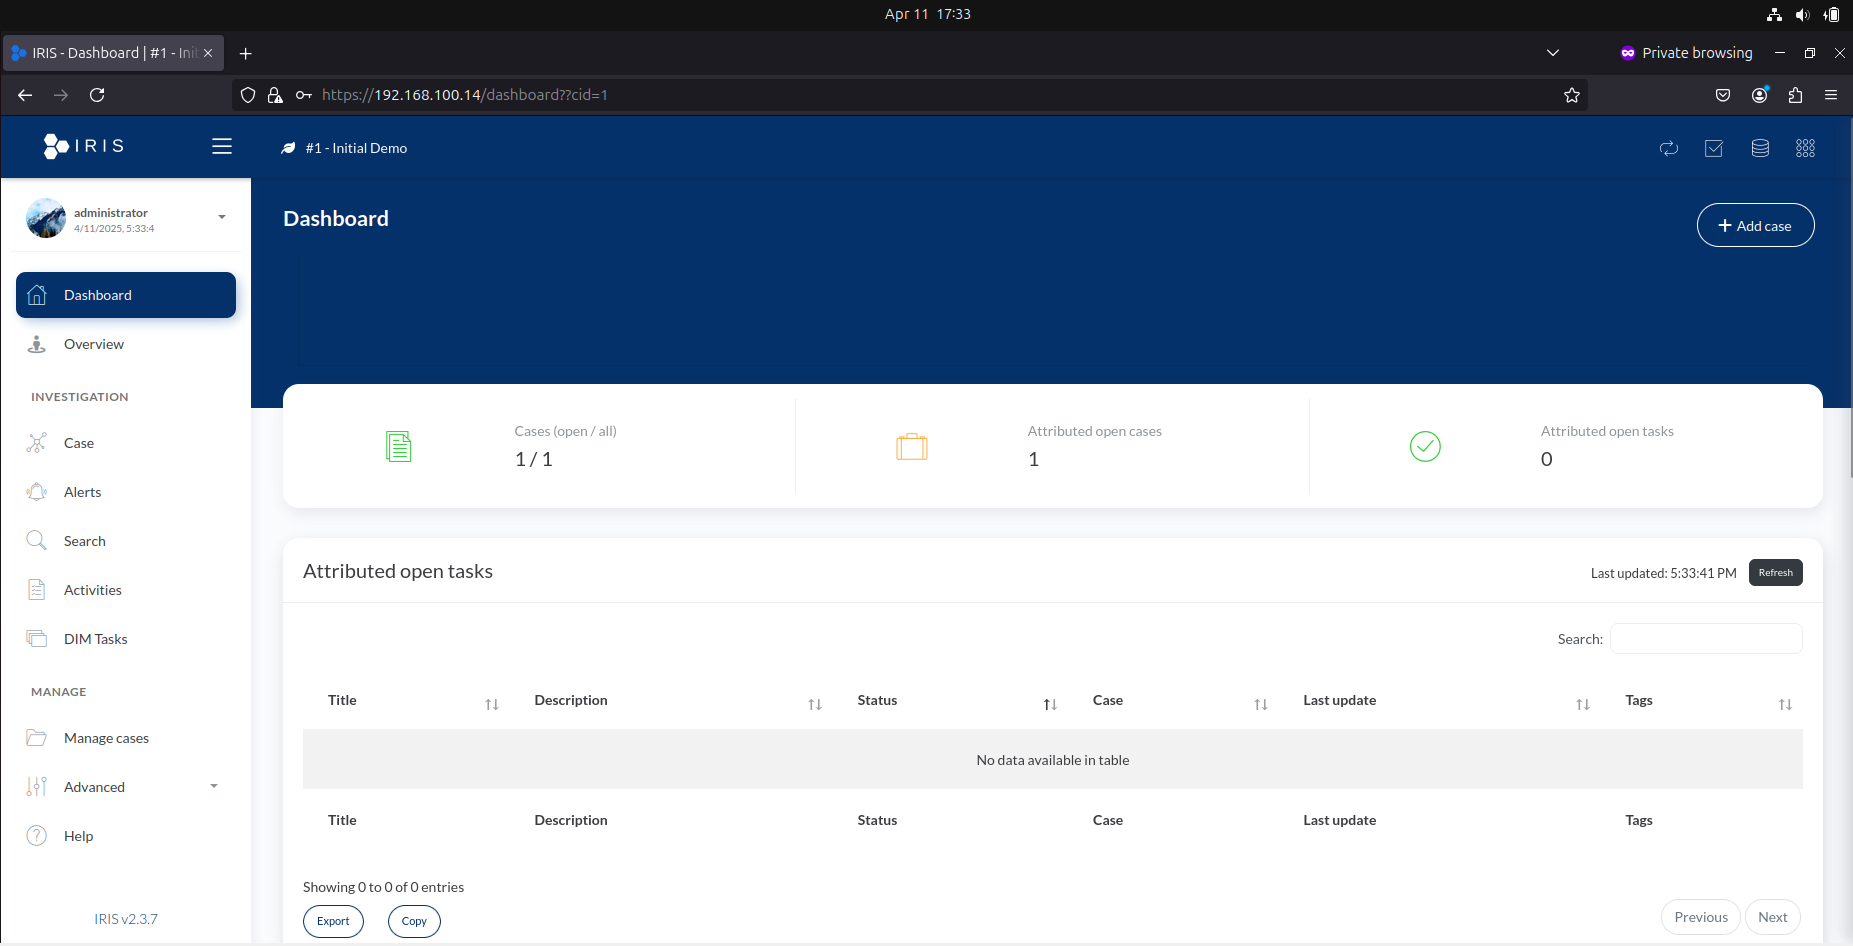 Apr 11 17:33
IRIS - Dashboard | #1 - Init
Private browsing
https://192.168.100.14/dashboard??cid=1
IRIS
#1 - Initial Demo
administrator
4/11/2025, 5:33:4
Dashboard
Overview
INVESTIGATION
Case
Alerts
Search
Activities
DIM Tasks
MANAGE
Manage cases
Advanced
Help
IRIS v2.3.7
Dashboard
+ Add case
Cases (open / all)
1 / 1
Attributed open cases
1
Attributed open tasks
0
Attributed open tasks
Last updated: 5:33:41 PM
Refresh
Search:
Title Description Status Case Last update Tags
No data available in table
Title Description Status Case Last update Tags
Showing 0 to 0 of 0 entries
Export Copy
Previous Next